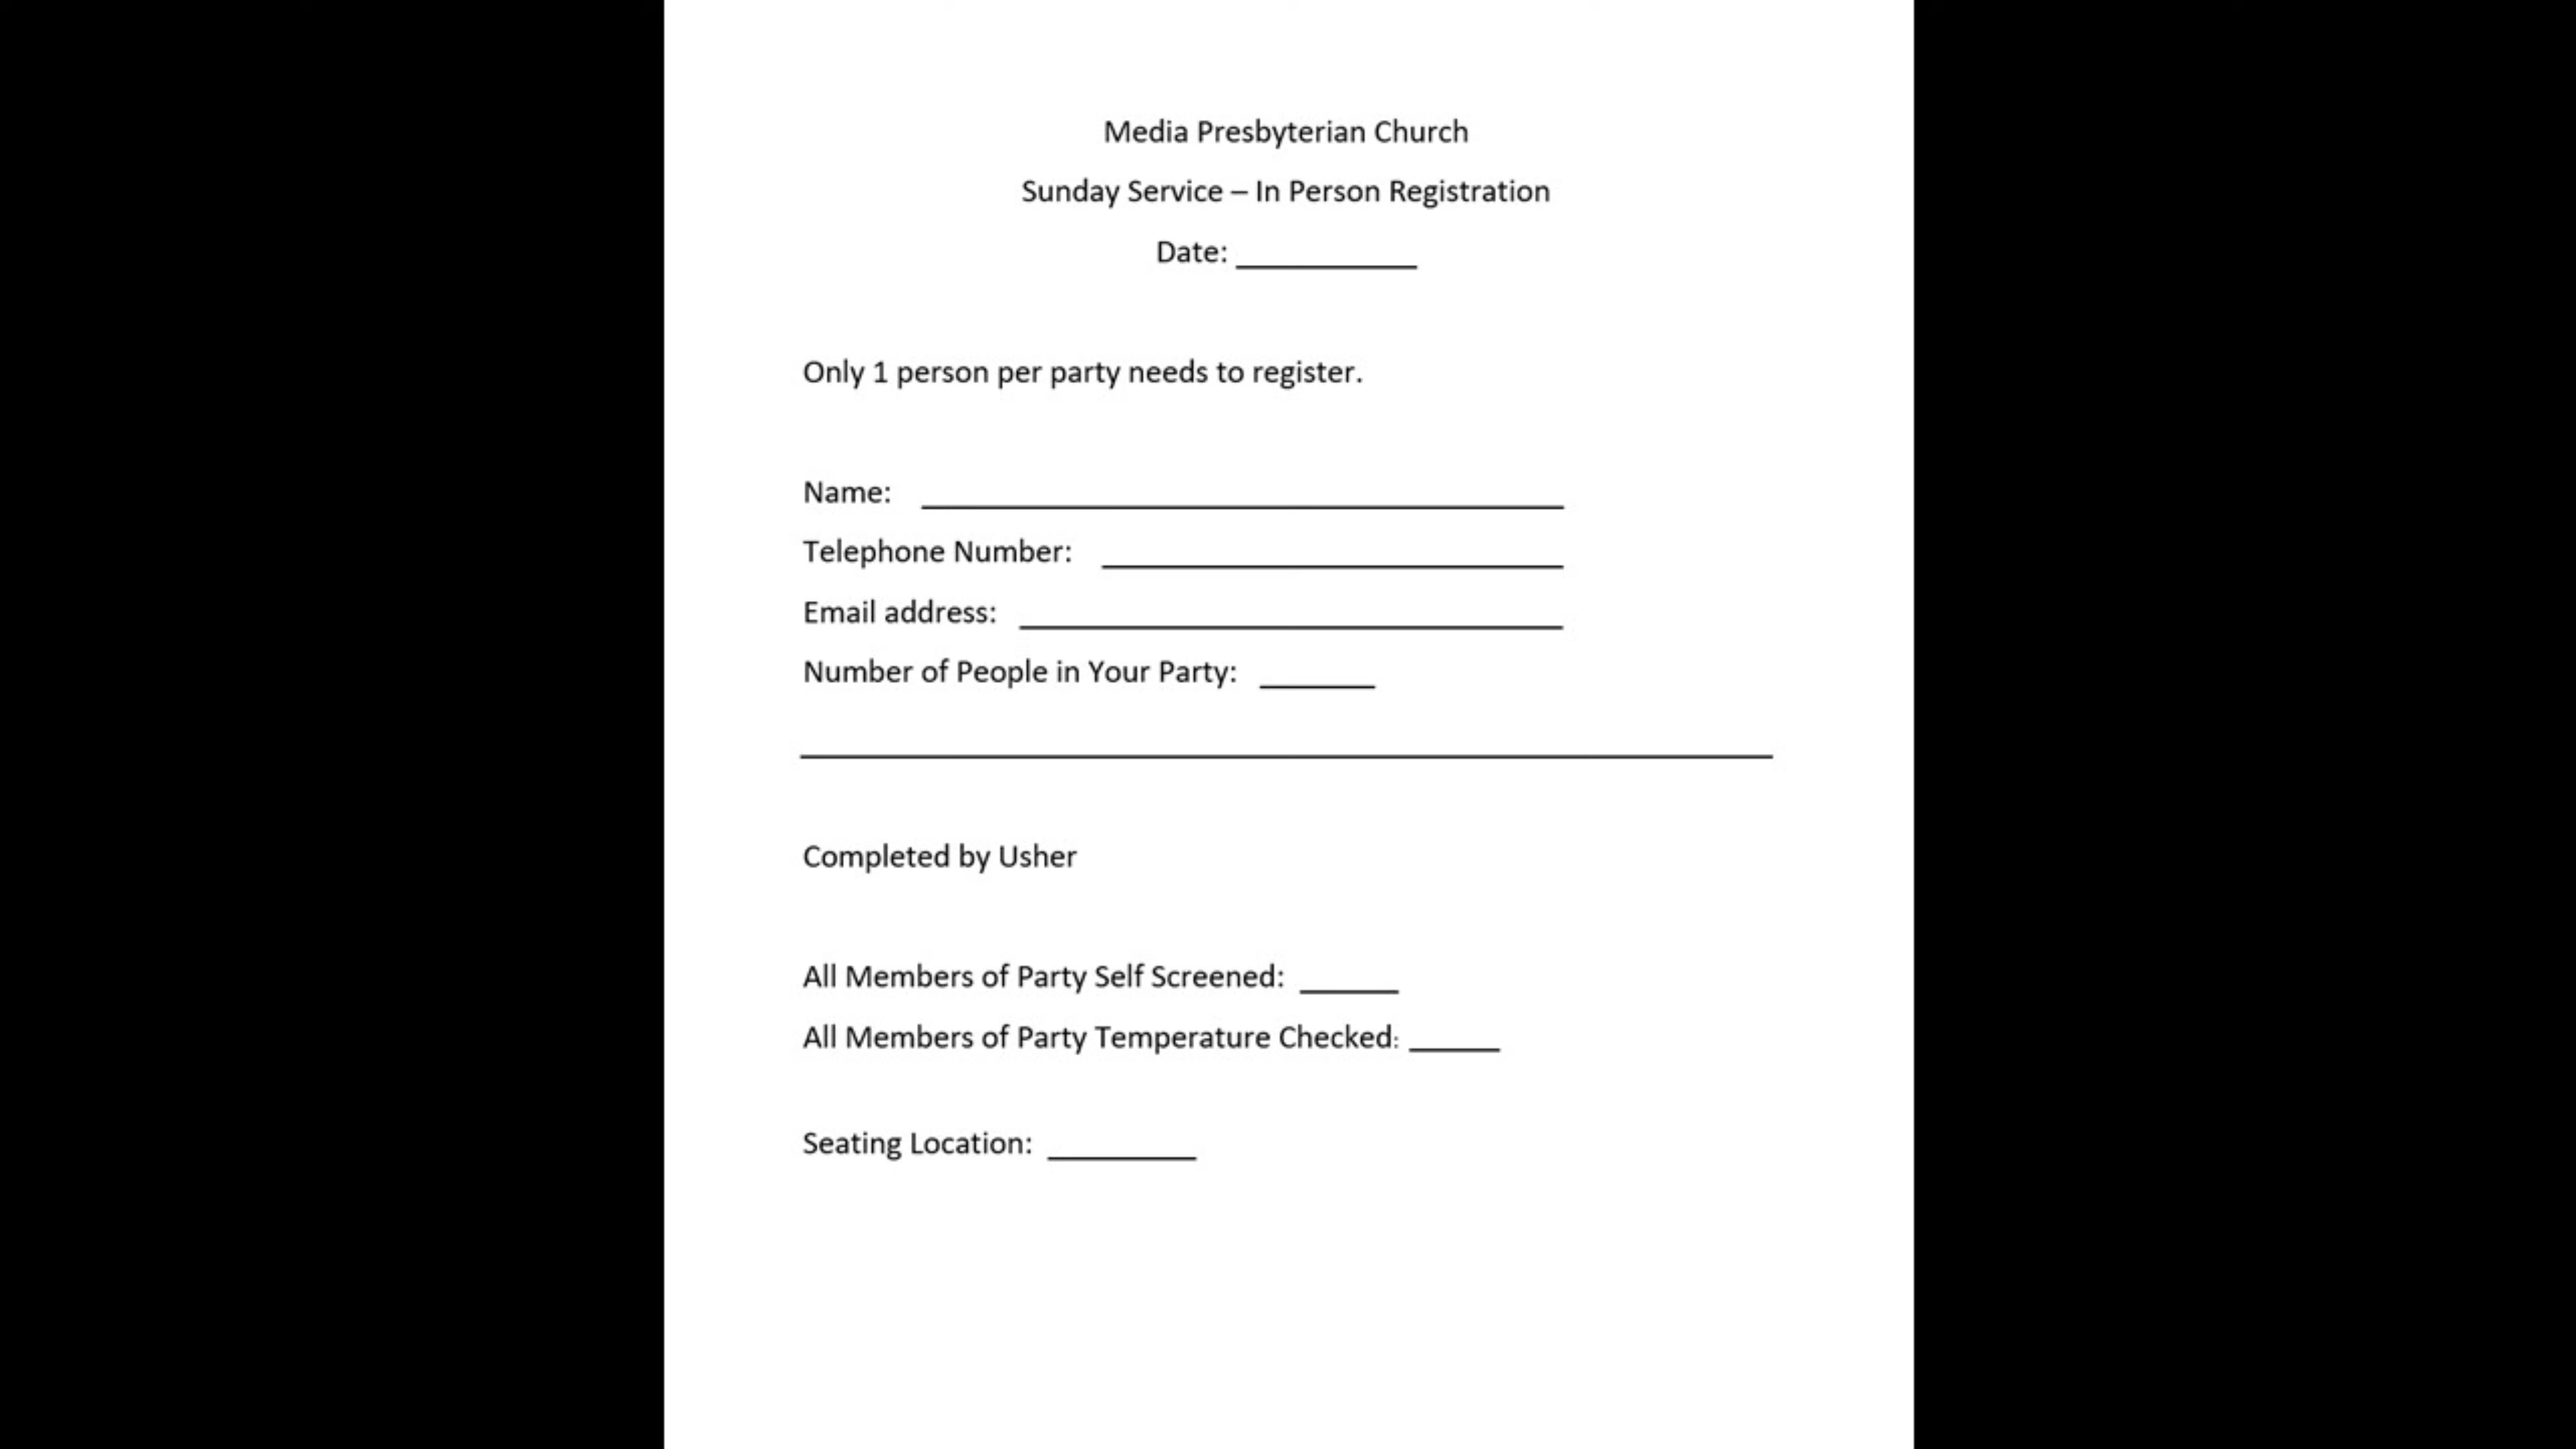 Media Presbyterian Church
Sunday Service – In Person Registration
Date: ___________
Only 1 person per party needs to register.
Name: _______________________________________
Telephone Number: ____________________________
Email address: _________________________________
Number of People in Your Party: _______
Completed by Usher
All Members of Party Self Screened: ______
All Members of Party Temperature Checked: ______
Seating Location: _________